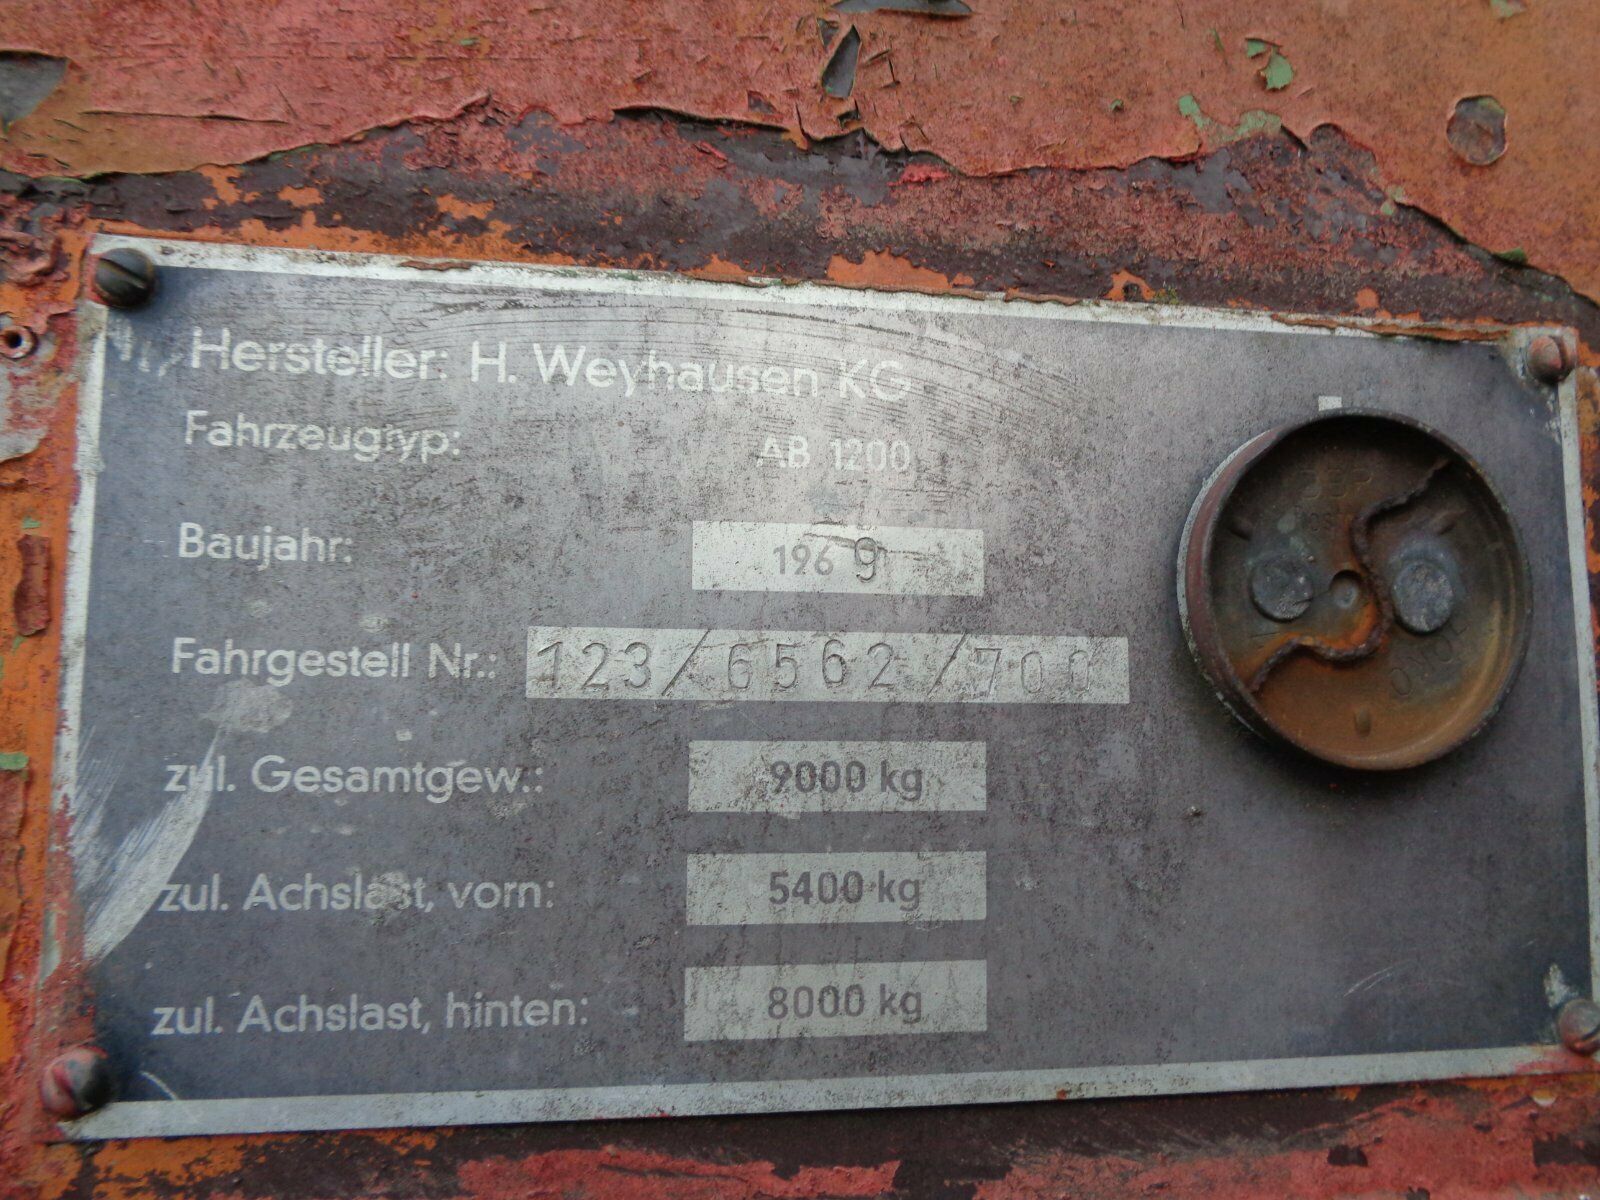 Hersteller: H. Weyhausen KG
Fahrzeugtyp: AB 1200
Baujahr: 1969
Fahrgestell Nr.: 123/6562/700
zul. Gesamtgew.: 9000 kg
zul. Achslast, vorn: 5400 kg
zul. Achslast, hinten: 8000 kg